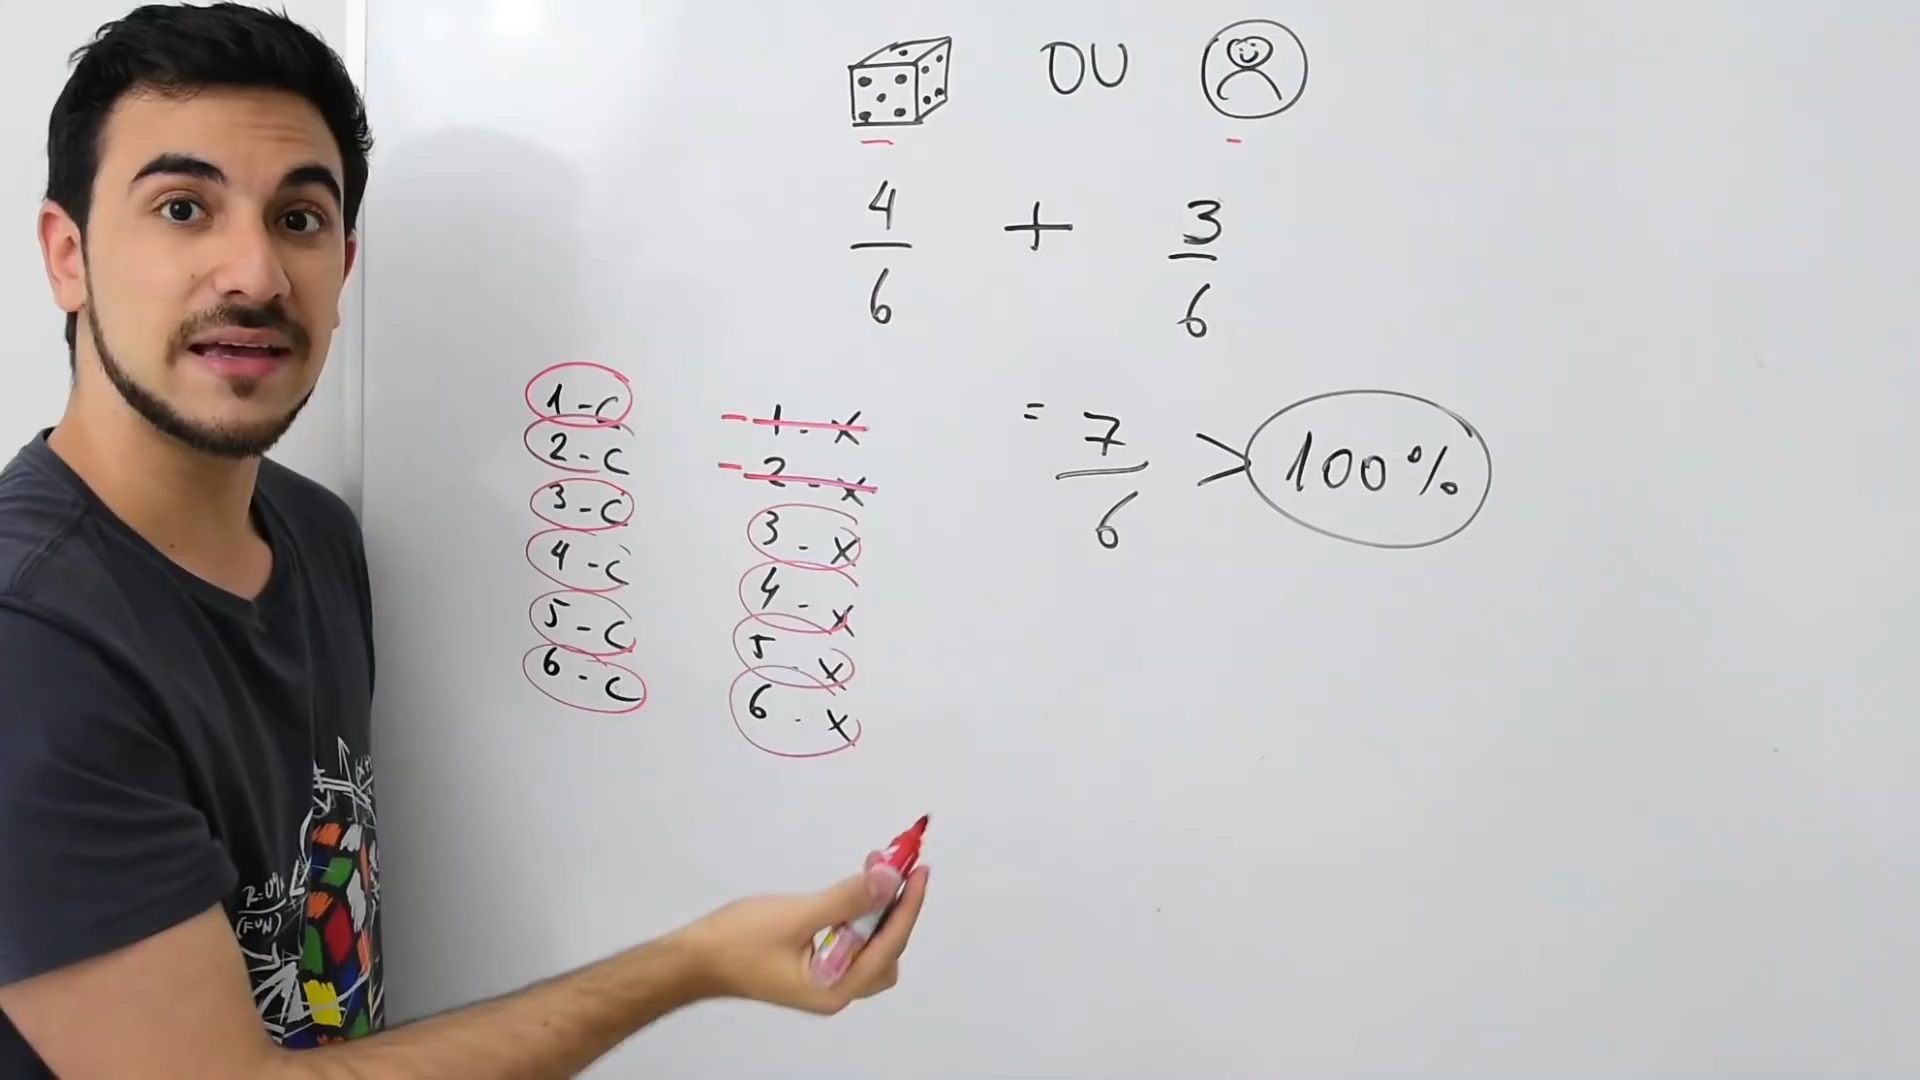 OU
4/6 + 3/6
= 7/6 > 100%
1 - C
2 - C
3 - C
4 - C
5 - C
6 - C
1 - X
2 - X
3 - X
4 - X
5 - X
6 - X
(FUN)